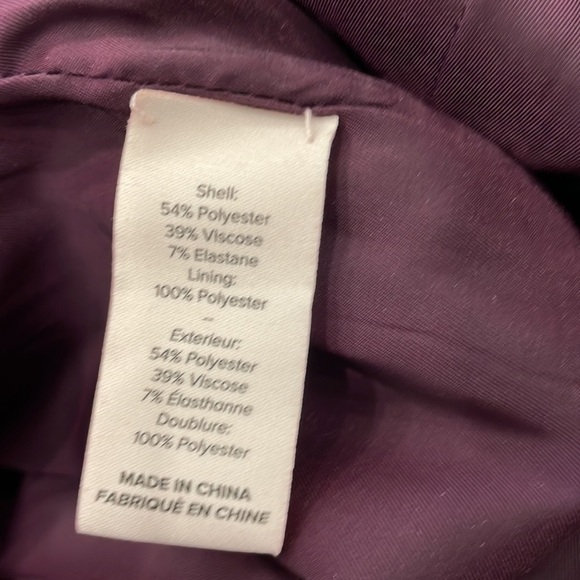 Shell:
54% Polyester
39% Viscose
7% Elastane
Lining:
100% Polyester
–
Exterieur:
54% Polyester
39% Viscose
7% Élasthanne
Doublure:
100% Polyester
MADE IN CHINA
FABRIQUÉ EN CHINE